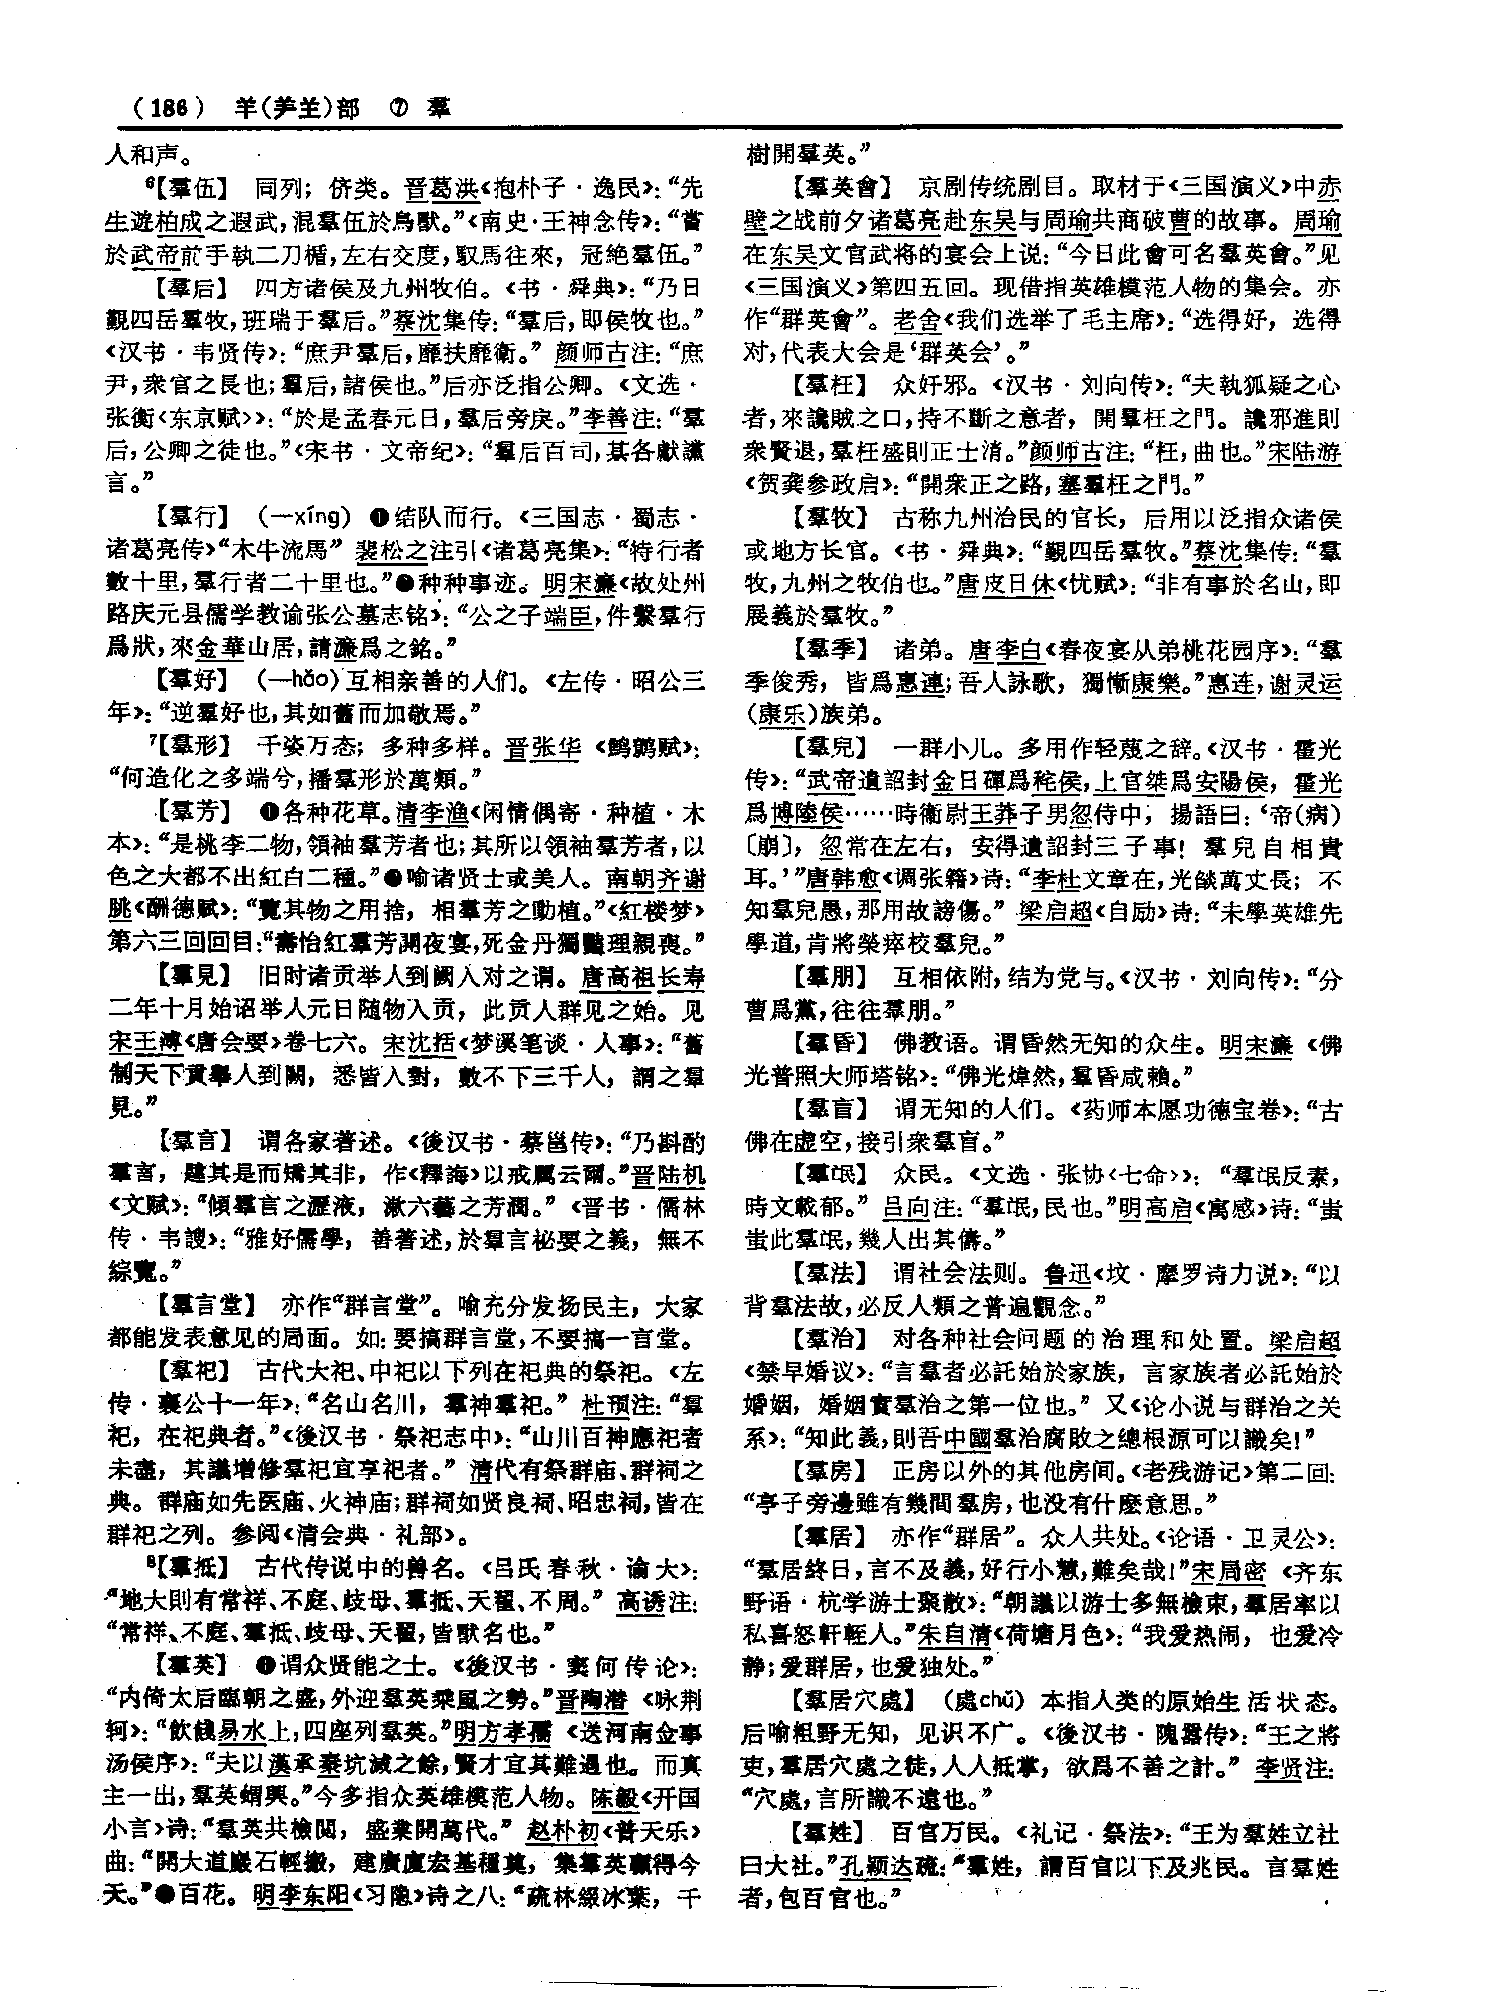 (186) 羊(⺶𦍌)部 ⑦ 羣
人和声。
⁶【羣伍】 同列；侪类。晋葛洪《抱朴子·逸民》：“先
生遊柏成之遐武，混羣伍於鳥獸。”《南史·王神念传》：“嘗
於武帝前手執二刀楯，左右交度，馭馬往來，冠絶羣伍。”
【羣后】 四方诸侯及九州牧伯。《书·舜典》：“乃日
覲四岳羣牧，班瑞于羣后。”蔡沈集传：“羣后，即侯牧也。”
《汉书·韦贤传》：“庶尹羣后，靡扶靡衛。”颜师古注：“庶
尹，衆官之長也；羣后，諸侯也。”后亦泛指公卿。《文选·
张衡〈东京赋〉》：“於是孟春元日，羣后旁戾。”李善注：“羣
后，公卿之徒也。”《宋书·文帝纪》：“羣后百司，其各獻讜
言。”
【羣行】 （—xíng）❶结队而行。《三国志·蜀志·
诸葛亮传》“木牛流馬”裴松之注引《诸葛亮集》：“特行者
數十里，羣行者二十里也。”❷种种事迹。明宋濂《故处州
路庆元县儒学教谕张公墓志铭》：“公之子端臣，件繫羣行
爲狀，來金華山居，請濂爲之銘。”
【羣好】 （—hǎo）互相亲善的人们。《左传·昭公三
年》：“逆羣好也，其如舊而加敬焉。”
⁷【羣形】 千姿万态；多种多样。晋张华《鹪鹩赋》：
“何造化之多端兮，播羣形於萬類。”
【羣芳】 ❶各种花草。清李渔《闲情偶寄·种植·木
本》：“是桃李二物，領袖羣芳者也；其所以領袖羣芳者，以
色之大都不出紅白二種。”❷喻诸贤士或美人。南朝齐谢
朓《酬德赋》：“覽其物之用捨，相羣芳之動植。”《紅楼梦》
第六三回回目：“壽怡紅羣芳開夜宴，死金丹獨豔理親喪。”
【羣見】 旧时诸贡举人到阙入对之谓。唐高祖长寿
二年十月始诏举人元日随物入贡，此贡人群见之始。见
宋王溥《唐会要》卷七六。宋沈括《梦溪笔谈·人事》：“舊
制天下貢舉人到闕，悉皆入對，數不下三千人，謂之羣
見。”
【羣言】 谓各家著述。《後汉书·蔡邕传》：“乃斟酌
羣言，韙其是而矯其非，作《釋誨》以戒厲云爾。”晋陆机
《文赋》：“傾羣言之瀝液，漱六藝之芳潤。”《晋书·儒林
传·韦謏》：“雅好儒學，善著述，於羣言祕要之義，無不
綜覽。”
【羣言堂】 亦作“群言堂”。喻充分发扬民主，大家
都能发表意见的局面。如：要搞群言堂，不要搞一言堂。
【羣祀】 古代大祀、中祀以下列在祀典的祭祀。《左
传·襄公十一年》：“名山名川，羣神羣祀。”杜预注：“羣
祀，在祀典者。”《後汉书·祭祀志中》：“山川百神應祀者
未盡，其議增修羣祀宜享祀者。”清代有祭群庙、群祠之
典。群庙如先医庙、火神庙；群祠如贤良祠、昭忠祠，皆在
群祀之列。参阅《清会典·礼部》。
⁸【羣抵】 古代传说中的兽名。《吕氏春秋·谕大》：
“地大則有常祥、不庭、歧母、羣抵、天翟、不周。”高诱注：
“常祥、不庭、羣抵、歧母、天翟，皆獸名也。”
【羣英】 ❶谓众贤能之士。《後汉书·窦何传论》：
“内倚太后臨朝之盛，外迎羣英乘風之勢。”晋陶潜《咏荆
轲》：“飲餞易水上，四座列羣英。”明方孝孺《送河南佥事
汤侯序》：“夫以漢承秦坑滅之餘，賢才宜其難遇也。而真
主一出，羣英蝟興。”今多指众英雄模范人物。陈毅《开国
小言》诗：“羣英共檢閲，盛業開萬代。”赵朴初《普天乐》
曲：“開大道巖石輕搬，建廣廈宏基穩奠，集羣英贏得今
天。”❷百花。明李东阳《习隐》诗之八：“疏林綴冰葉，千
樹開羣英。”
【羣英會】 京剧传统剧目。取材于《三国演义》中赤
壁之战前夕诸葛亮赴东吴与周瑜共商破曹的故事。周瑜
在东吴文官武将的宴会上说：“今日此會可名羣英會。”见
《三国演义》第四五回。现借指英雄模范人物的集会。亦
作“群英會”。老舍《我们选举了毛主席》：“选得好，选得
对，代表大会是‘群英会’。”
【羣枉】 众奸邪。《汉书·刘向传》：“夫執狐疑之心
者，來讒賊之口，持不斷之意者，開羣枉之門。讒邪進則
衆賢退，羣枉盛則正士消。”颜师古注：“枉，曲也。”宋陆游
《贺龚参政启》：“開衆正之路，塞羣枉之門。”
【羣牧】 古称九州治民的官长，后用以泛指众诸侯
或地方长官。《书·舜典》：“覲四岳羣牧。”蔡沈集传：“羣
牧，九州之牧伯也。”唐皮日休《忧赋》：“非有事於名山，即
展義於羣牧。”
【羣季】 诸弟。唐李白《春夜宴从弟桃花园序》：“羣
季俊秀，皆爲惠連；吾人詠歌，獨慚康樂。”惠连，谢灵运
（康乐）族弟。
【羣兒】 一群小儿。多用作轻蔑之辞。《汉书·霍光
传》：“武帝遺詔封金日磾爲秺侯，上官桀爲安陽侯，霍光
爲博陸侯……時衛尉王莽子男忽侍中，揚語曰：‘帝（病）
〔崩〕，忽常在左右，安得遺詔封三子事！羣兒自相貴
耳。’”唐韩愈《调张籍》诗：“李杜文章在，光燄萬丈長；不
知羣兒愚，那用故謗傷。”梁启超《自励》诗：“未學英雄先
學道，肯將榮瘁校羣兒。”
【羣朋】 互相依附，结为党与。《汉书·刘向传》：“分
曹爲黨，往往羣朋。”
【羣昏】 佛教语。谓昏然无知的众生。明宋濂《佛
光普照大师塔铭》：“佛光煒然，羣昏咸賴。”
【羣盲】 谓无知的人们。《药师本愿功德宝卷》：“古
佛在虚空，接引衆羣盲。”
【羣氓】 众民。《文选·张协〈七命〉》：“羣氓反素，
時文載郁。”吕向注：“羣氓，民也。”明高启《寓感》诗：“蚩
蚩此羣氓，幾人出其儔。”
【羣法】 谓社会法则。鲁迅《坟·摩罗诗力说》：“以
背羣法故，必反人類之普遍觀念。”
【羣治】 对各种社会问题的治理和处置。梁启超
《禁早婚议》：“言羣者必託始於家族，言家族者必託始於
婚姻，婚姻實羣治之第一位也。”又《论小说与群治之关
系》：“知此義，則吾中國羣治腐敗之總根源可以識矣！”
【羣房】 正房以外的其他房间。《老残游记》第二回：
“亭子旁邊雖有幾間羣房，也没有什麽意思。”
【羣居】 亦作“群居”。众人共处。《论语·卫灵公》：
“羣居終日，言不及義，好行小慧，難矣哉！”宋周密《齐东
野语·杭学游士聚散》：“朝議以游士多無檢束，羣居率以
私喜怒軒輊人。”朱自清《荷塘月色》：“我爱热闹，也爱冷
静；爱群居，也爱独处。”
【羣居穴處】 （處chǔ）本指人类的原始生活状态。
后喻粗野无知，见识不广。《後汉书·隗嚣传》：“王之將
吏，羣居穴處之徒，人人抵掌，欲爲不善之計。”李贤注：
“穴處，言所識不遠也。”
【羣姓】 百官万民。《礼记·祭法》：“王为羣姓立社
曰大社。”孔颖达疏：“羣姓，謂百官以下及兆民。言羣姓
者，包百官也。”